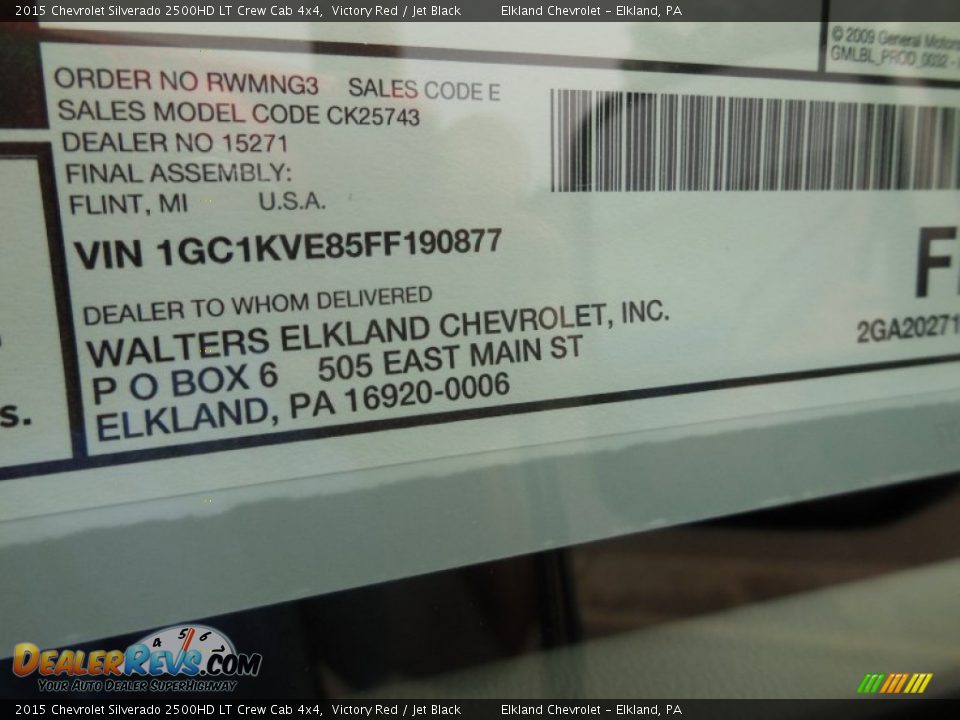 2015 Chevrolet Silverado 2500HD LT Crew Cab 4x4, Victory Red / Jet Black Elkland Chevrolet - Elkland, PA
© 2009 General Motors
GMLBL_PROD_0032 -
ORDER NO RWMNG3 SALES CODE E
SALES MODEL CODE CK25743
DEALER NO 15271
FINAL ASSEMBLY:
FLINT, MI U.S.A.
VIN 1GC1KVE85FF190877
DEALER TO WHOM DELIVERED
WALTERS ELKLAND CHEVROLET, INC.
P O BOX 6 505 EAST MAIN ST
ELKLAND, PA 16920-0006
2GA20271
s.
4 5 6
DealerRevs.com
Your Auto Dealer SuperHighway
2015 Chevrolet Silverado 2500HD LT Crew Cab 4x4, Victory Red / Jet Black Elkland Chevrolet - Elkland, PA